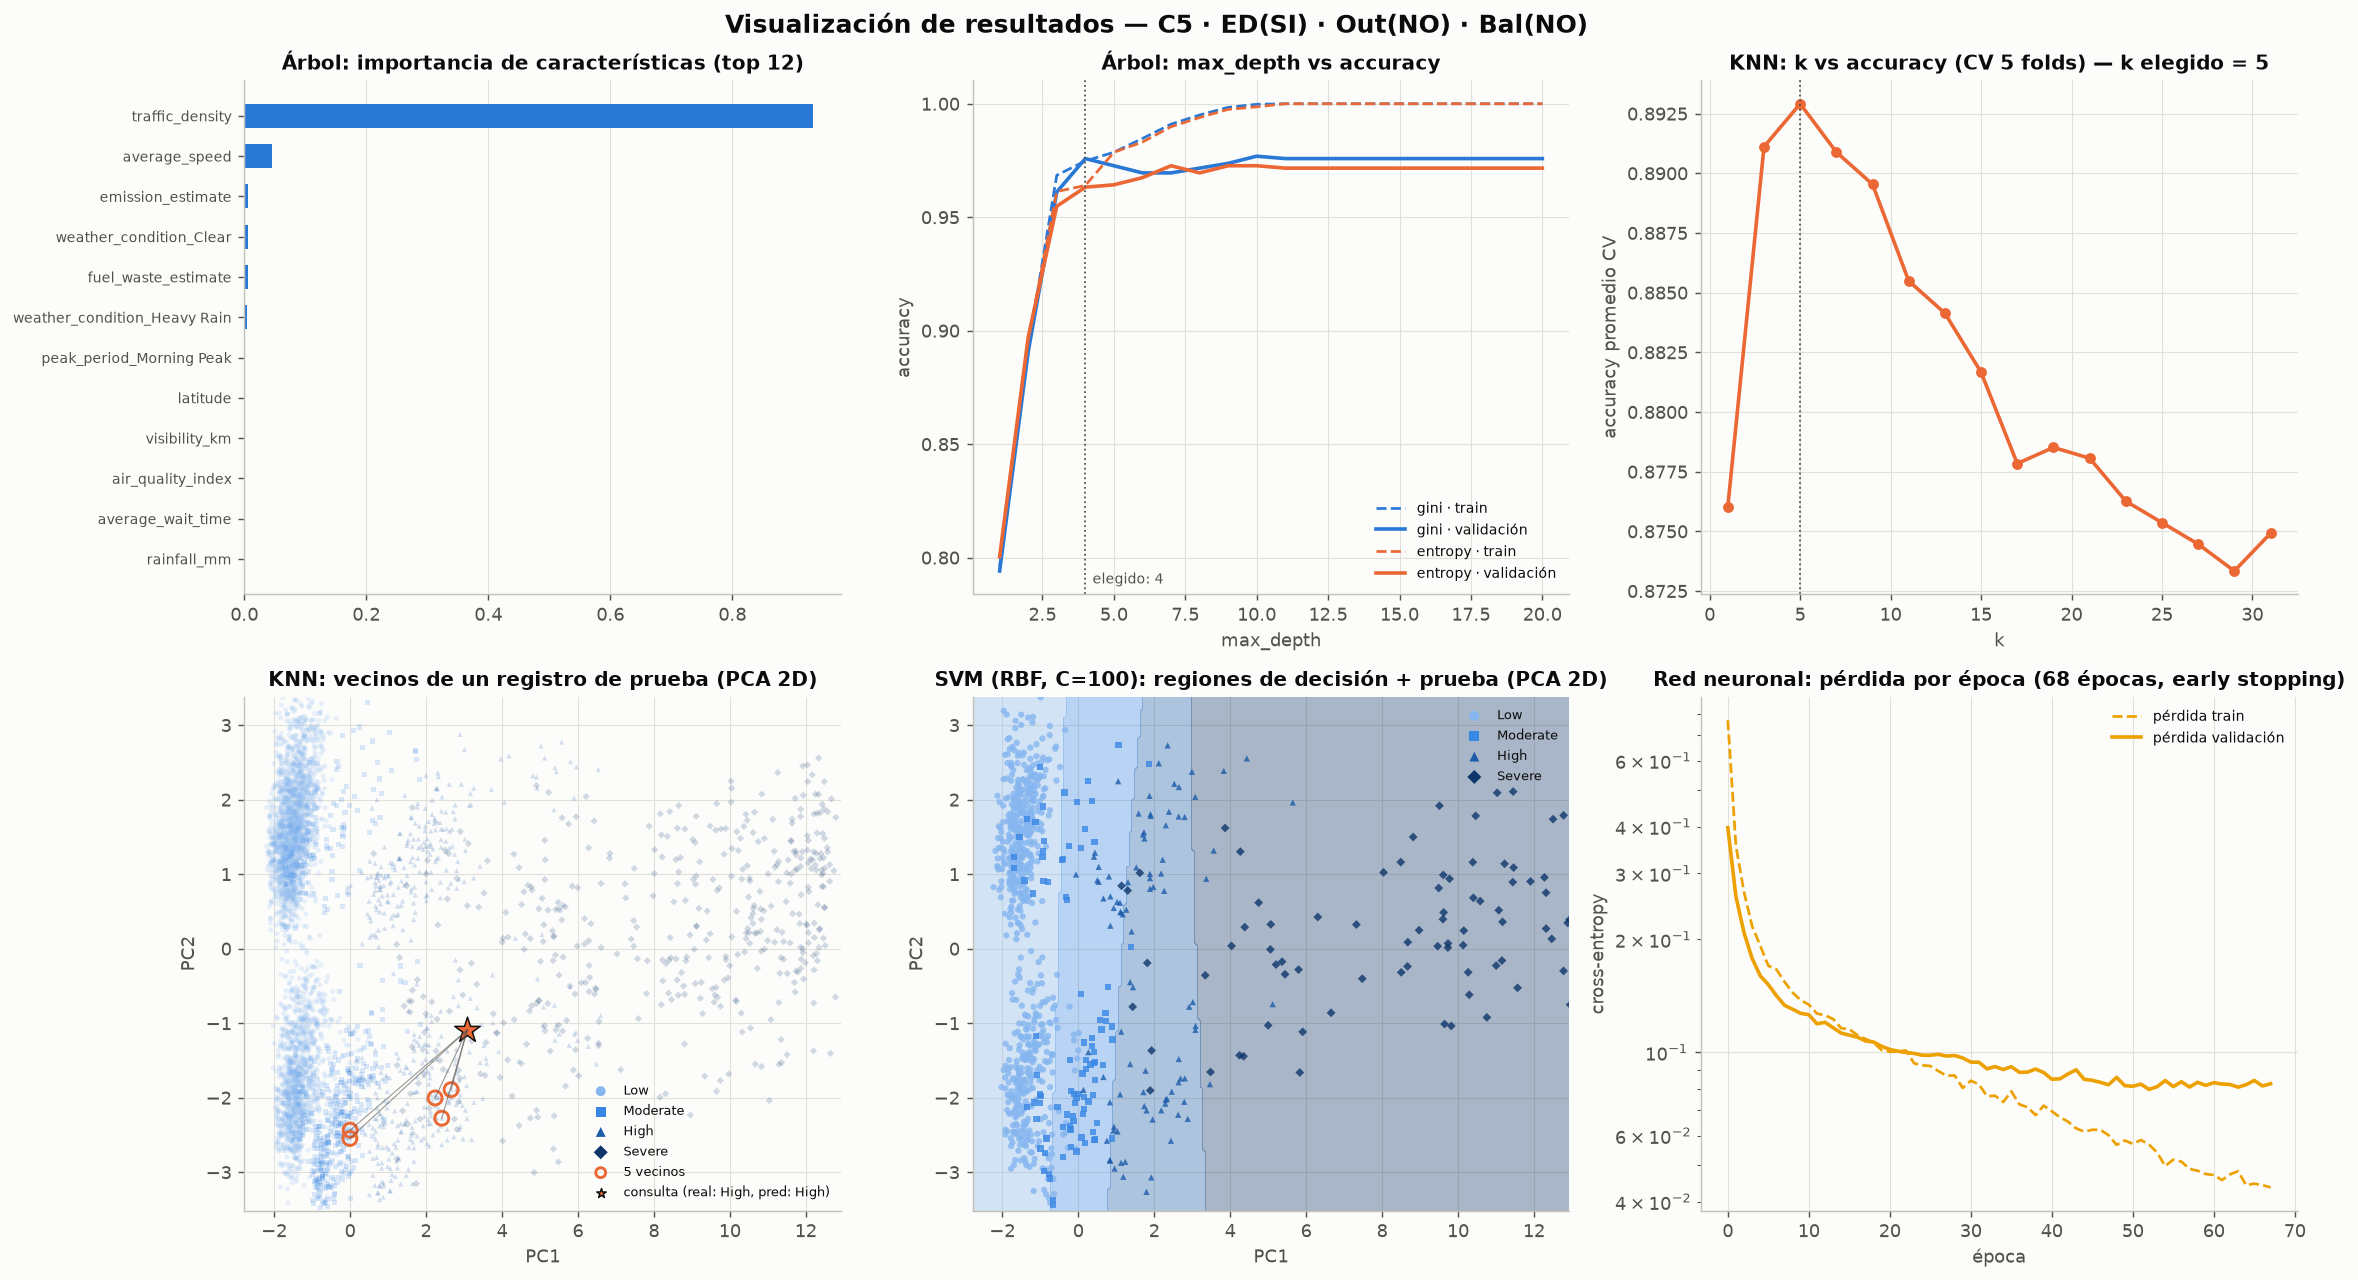 Visualización de resultados — C5 · ED(SI) · Out(NO) · Bal(NO)
Árbol: importancia de características (top 12)
traffic_density
average_speed
emission_estimate
weather_condition_Clear
fuel_waste_estimate
weather_condition_Heavy Rain
peak_period_Morning Peak
latitude
visibility_km
air_quality_index
average_wait_time
rainfall_mm
0.0 0.2 0.4 0.6 0.8
Árbol: max_depth vs accuracy
accuracy
1.00
0.95
0.90
0.85
0.80
gini · train
gini · validación
entropy · train
entropy · validación
elegido: 4
2.5 5.0 7.5 10.0 12.5 15.0 17.5 20.0
max_depth
KNN: k vs accuracy (CV 5 folds) — k elegido = 5
accuracy promedio CV
0.8925
0.8900
0.8875
0.8850
0.8825
0.8800
0.8775
0.8750
0.8725
0 5 10 15 20 25 30
k
KNN: vecinos de un registro de prueba (PCA 2D)
PC2
3
2
1
0
−1
−2
−3
Low
Moderate
High
Severe
5 vecinos
consulta (real: High, pred: High)
−2 0 2 4 6 8 10 12
PC1
SVM (RBF, C=100): regiones de decisión + prueba (PCA 2D)
PC2
3
2
1
0
−1
−2
−3
Low
Moderate
High
Severe
−2 0 2 4 6 8 10 12
PC1
Red neuronal: pérdida por época (68 épocas, early stopping)
cross-entropy
pérdida train
pérdida validación
6 × 10⁻¹
4 × 10⁻¹
3 × 10⁻¹
2 × 10⁻¹
10⁻¹
6 × 10⁻²
4 × 10⁻²
0 10 20 30 40 50 60 70
época